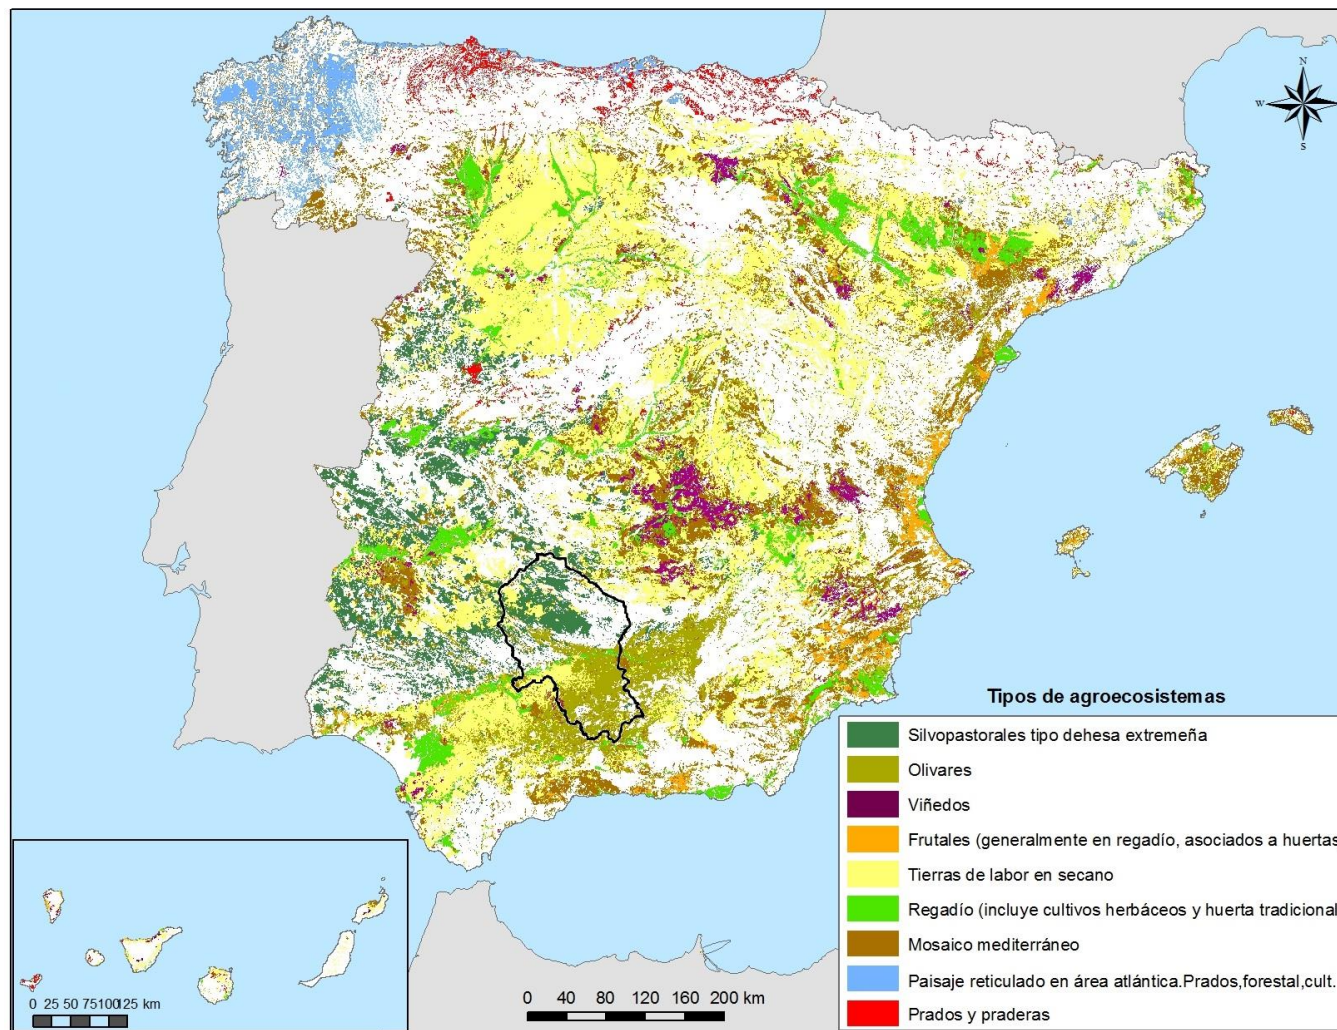 N
W
E
S
Tipos de agroecosistemas
Silvopastorales tipo dehesa extremeña
Olivares
Viñedos
Frutales (generalmente en regadío, asociados a huertas
Tierras de labor en secano
Regadío (incluye cultivos herbáceos y huerta tradicional
Mosaico mediterráneo
Paisaje reticulado en área atlántica.Prados,forestal,cult.
Prados y praderas
0 25 50 75100125 km
0 40 80 120 160 200 km